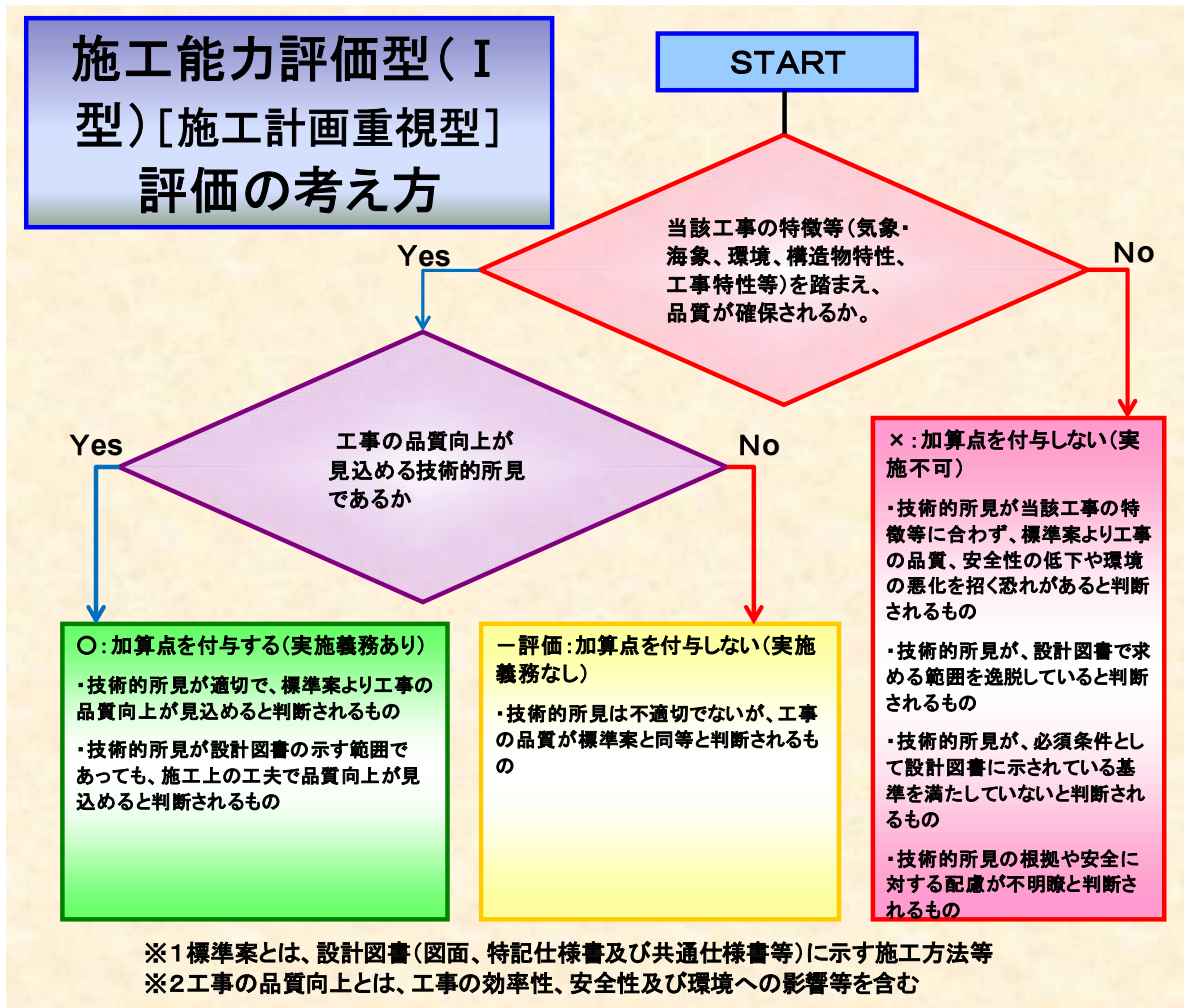 施工能力評価型(Ⅰ
型)[施工計画重視型]
評価の考え方
START
当該工事の特徴等(気象・
海象、環境、構造物特性、
工事特性等)を踏まえ、
品質が確保されるか。
Yes
No
工事の品質向上が
見込める技術的所見
であるか
Yes
No
○:加算点を付与する(実施義務あり)
・技術的所見が適切で、標準案より工事の
品質向上が見込めると判断されるもの
・技術的所見が設計図書の示す範囲で
あっても、施工上の工夫で品質向上が見
込めると判断されるもの
-評価:加算点を付与しない(実施
義務なし)
・技術的所見は不適切でないが、工事
の品質が標準案と同等と判断されるも
の
×:加算点を付与しない(実
施不可)
・技術的所見が当該工事の特
徴等に合わず、標準案より工事
の品質、安全性の低下や環境
の悪化を招く恐れがあると判断
されるもの
・技術的所見が、設計図書で求
める範囲を逸脱していると判断
されるもの
・技術的所見が、必須条件とし
て設計図書に示されている基
準を満たしていないと判断され
るもの
・技術的所見の根拠や安全に
対する配慮が不明瞭と判断さ
れるもの
※1標準案とは、設計図書(図面、特記仕様書及び共通仕様書等)に示す施工方法等
※2工事の品質向上とは、工事の効率性、安全性及び環境への影響等を含む